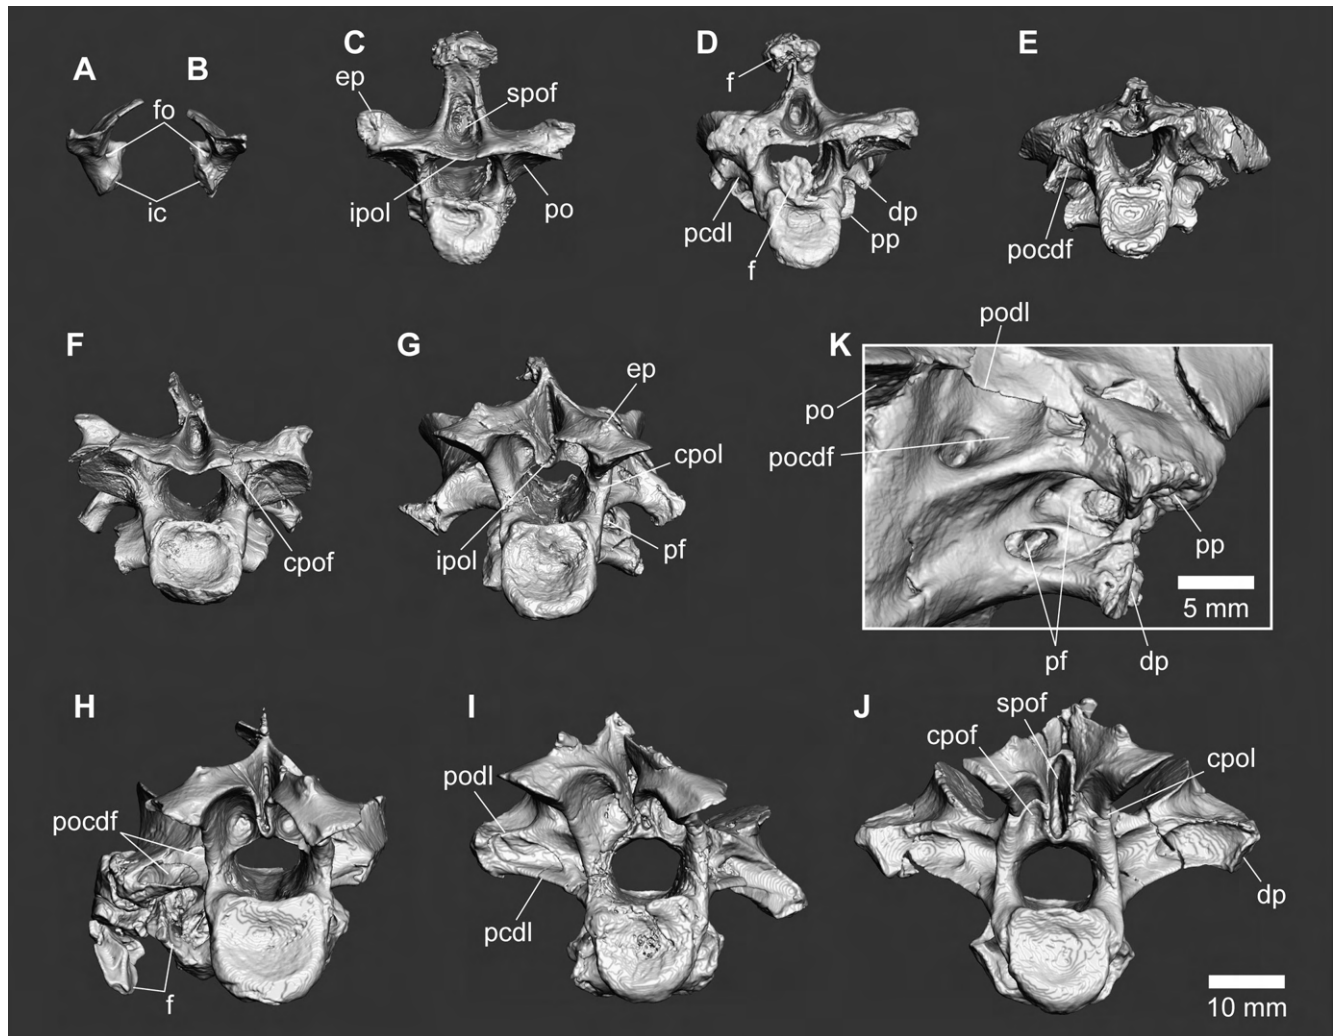 A
B
fo
ic
C
ep
spof
ipol
po
D
f
pcdl
f
dp
pp
E
pocdf
F
cpof
G
ep
cpol
ipol
pf
K
podl
po
pocdf
pp
5 mm
pf
dp
H
pocdf
f
I
podl
pcdl
J
spof
cpof
cpol
dp
10 mm